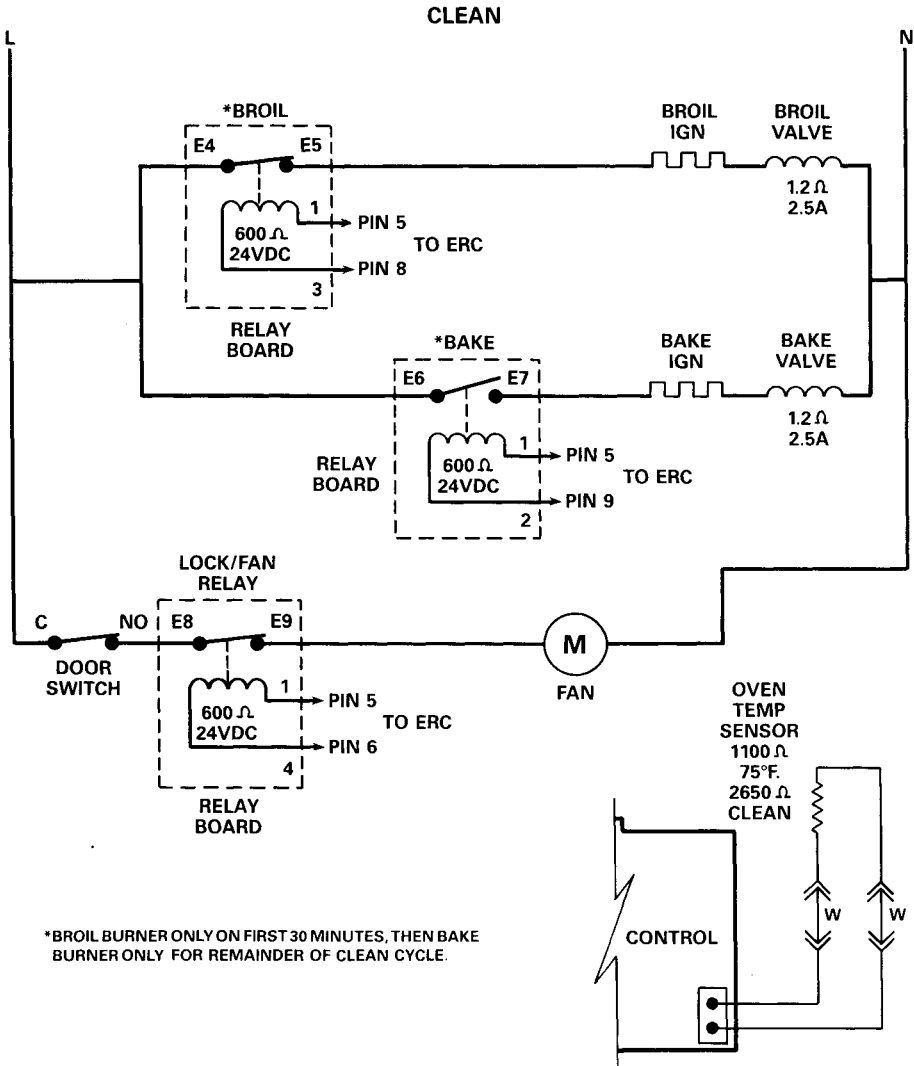 CLEAN
L
N
*BROIL
BROIL
IGN
BROIL
VALVE
E4
E5
1.2 Ω
2.5A
1
PIN 5
600 Ω
24VDC
TO ERC
PIN 8
3
RELAY
BOARD
*BAKE
BAKE
IGN
BAKE
VALVE
E6
E7
1.2 Ω
2.5A
1
PIN 5
RELAY
BOARD
600 Ω
24VDC
TO ERC
PIN 9
2
LOCK/FAN
RELAY
C
NO
E8
E9
M
DOOR
SWITCH
FAN
1
PIN 5
600 Ω
24VDC
TO ERC
PIN 6
4
RELAY
BOARD
OVEN
TEMP
SENSOR
1100 Ω
75°F.
2650 Ω
CLEAN
W
W
CONTROL
*BROIL BURNER ONLY ON FIRST 30 MINUTES, THEN BAKE
BURNER ONLY FOR REMAINDER OF CLEAN CYCLE.